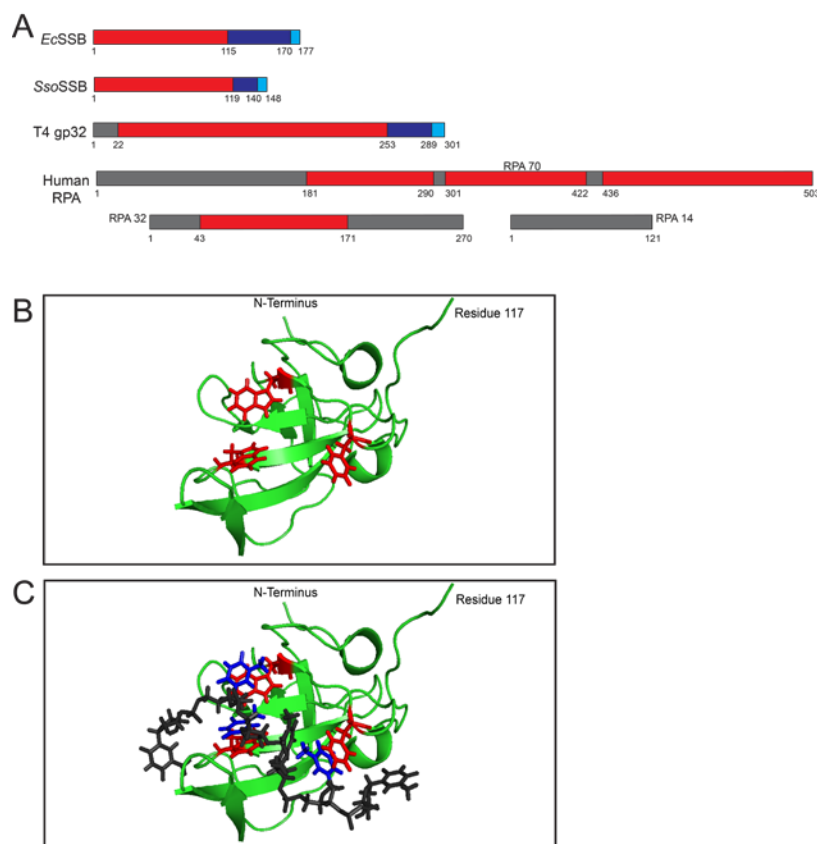 A
EcSSB
1 115 170 177
SsoSSB
1 119 140 148
T4 gp32
1 22 253 289 301
RPA 70
Human
RPA
1 181 290 301 422 436 503
RPA 32
RPA 14
1 43 171 270 1 121
B
N-Terminus
Residue 117
C
N-Terminus
Residue 117